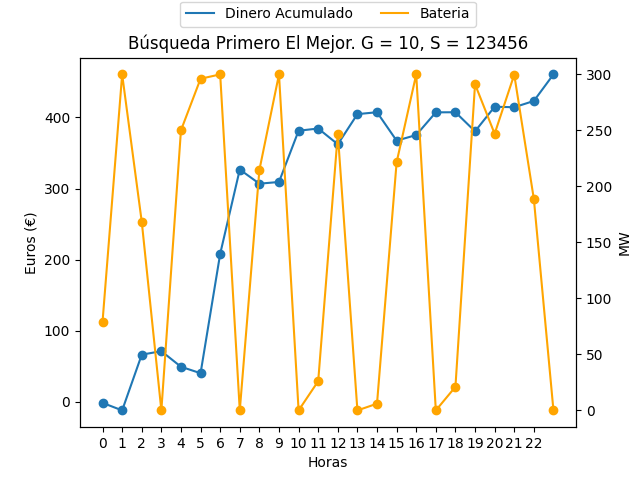 Dinero Acumulado
Bateria
Búsqueda Primero El Mejor. G = 10, S = 123456
400
300
200
100
0
Euros (€)
300
250
200
150
100
50
0
MW
0 1 2 3 4 5 6 7 8 9 10 11 12 13 14 15 16 17 18 19 20 21 22
Horas